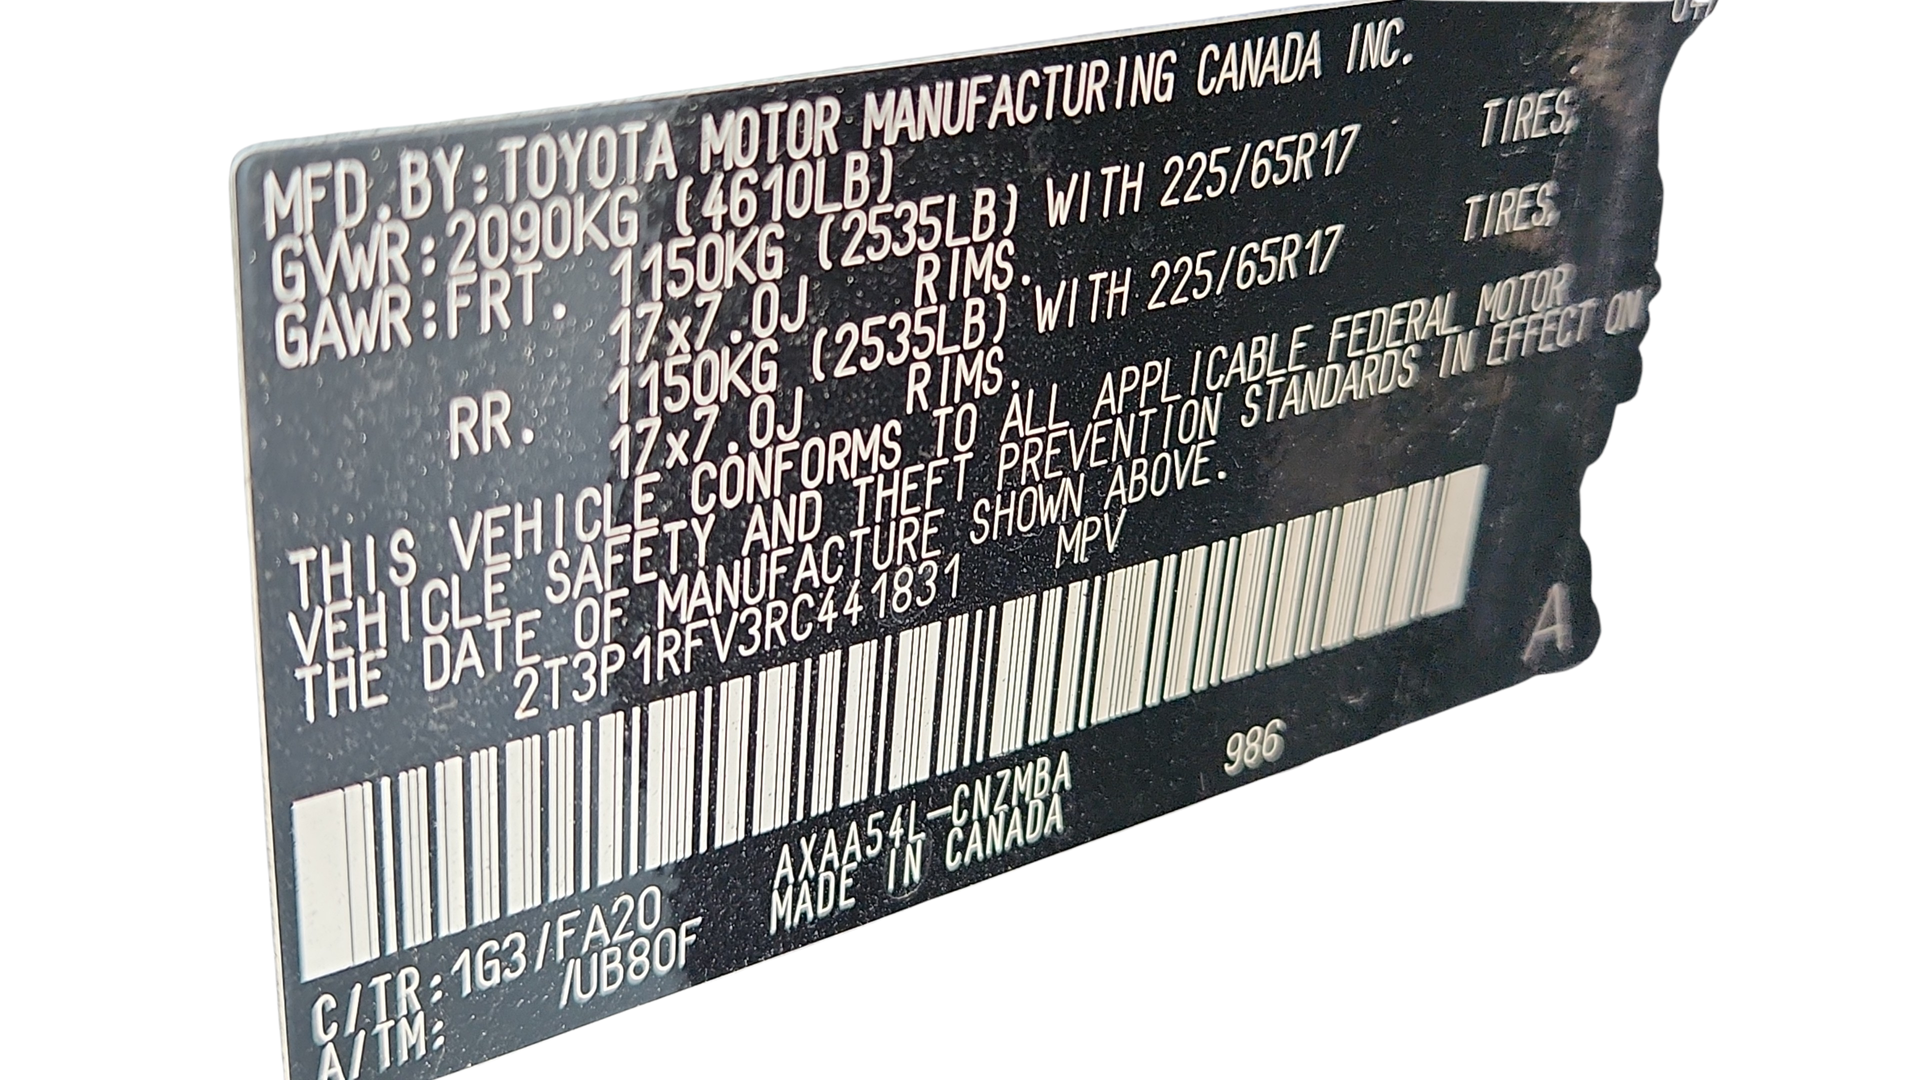 MFD.BY:TOYOTA MOTOR MANUFACTURING CANADA INC.
GVWR:2090KG (4610LB)
GAWR:FRT. 1150KG (2535LB) WITH 225/65R17 TIRES,
17x7.0J RIMS.
RR. 1150KG (2535LB) WITH 225/65R17 TIRES,
17x7.0J RIMS.
THIS VEHICLE CONFORMS TO ALL APPLICABLE FEDERAL MOTOR
VEHICLE SAFETY AND THEFT PREVENTION STANDARDS IN EFFECT ON
THE DATE OF MANUFACTURE SHOWN ABOVE.
2T3P1RFV3RC441831 MPV
A
C/TR:1G3/FA20 AXAA54L-CNZMBA 986
A/TM: /UB80F MADE IN CANADA